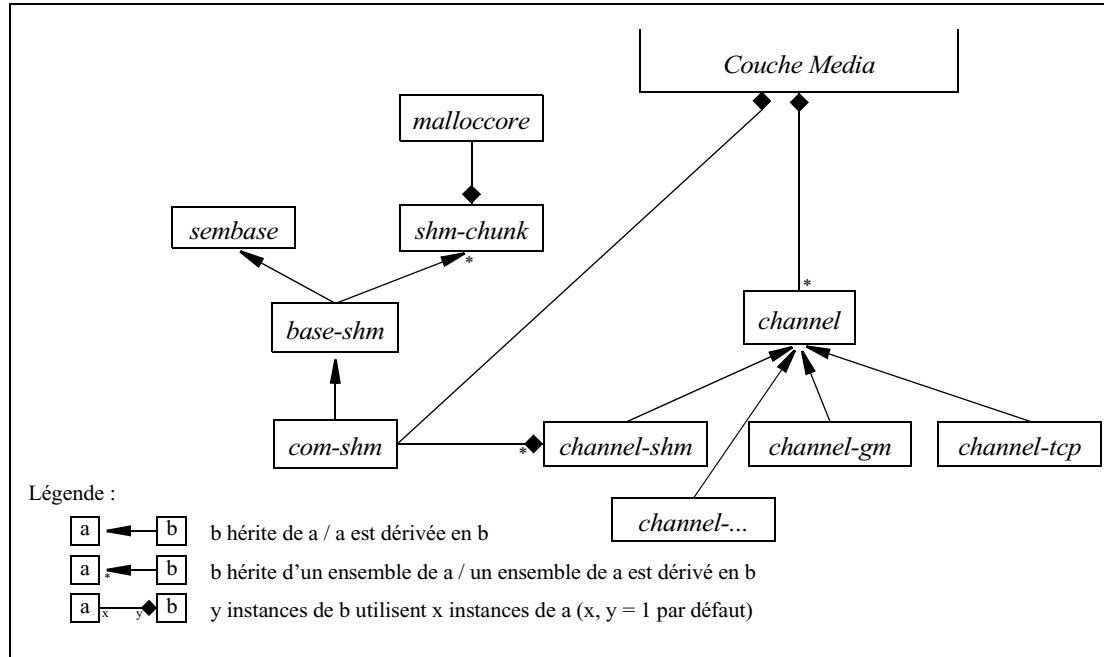 Couche Media
malloccore
sembase
shm-chunk
*
*
base-shm
channel
com-shm
*
channel-shm
channel-gm
channel-tcp
channel-...
Légende :
a b b hérite de a / a est dérivée en b
a * b b hérite d'un ensemble de a / un ensemble de a est dérivé en b
a x y b y instances de b utilisent x instances de a (x, y = 1 par défaut)